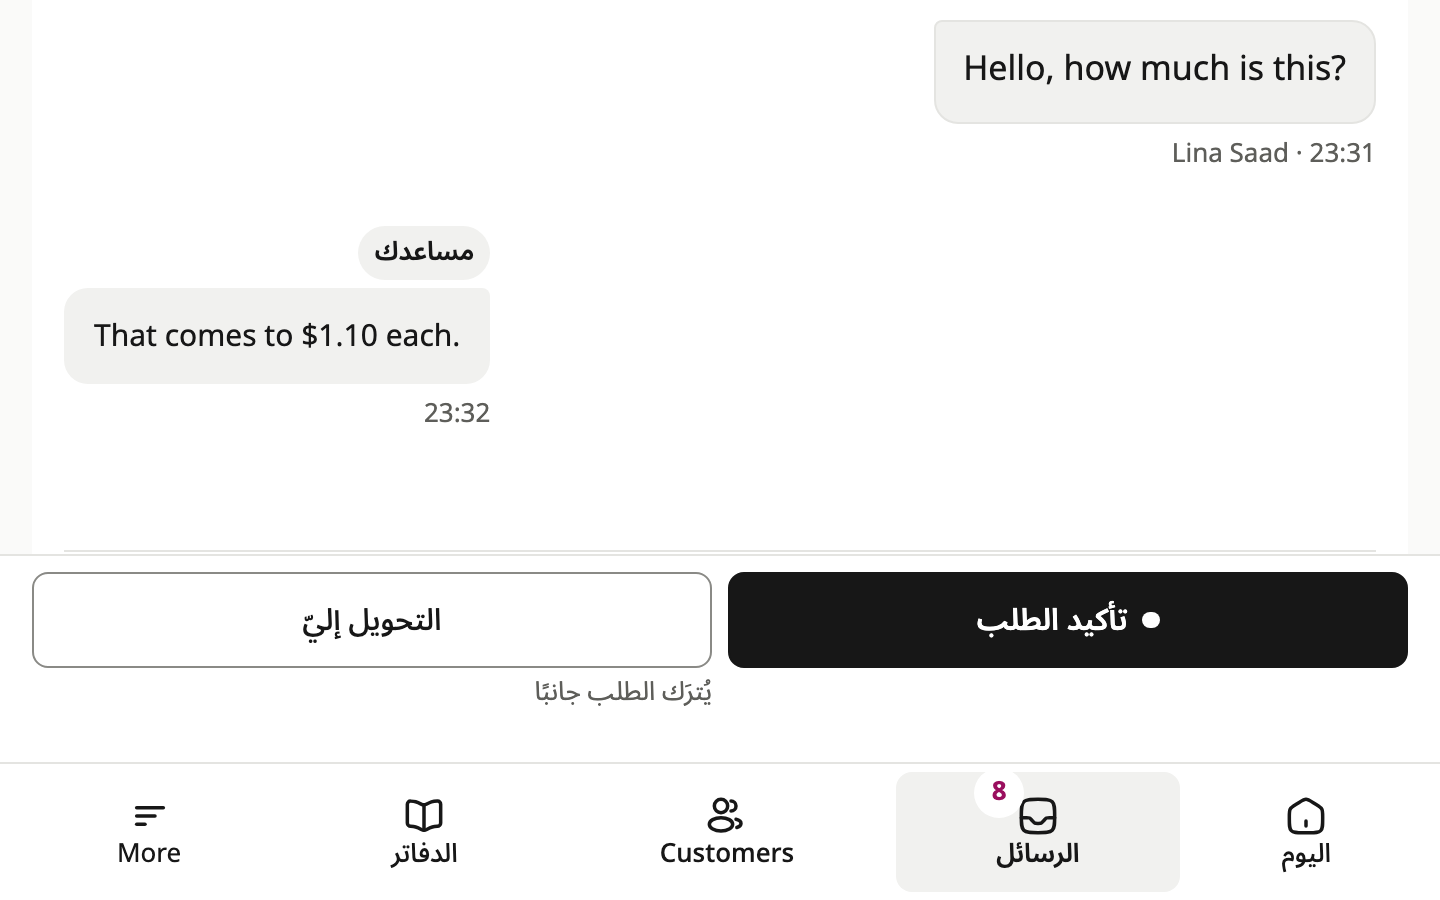 Hello, how much is this?
Lina Saad · 23:31
مساعدك
That comes to $1.10 each.
23:32
تأكيد الطلب
التحويل إليّ
يُترَك الطلب جانبًا
اليوم
8
الرسائل
Customers
الدفاتر
More